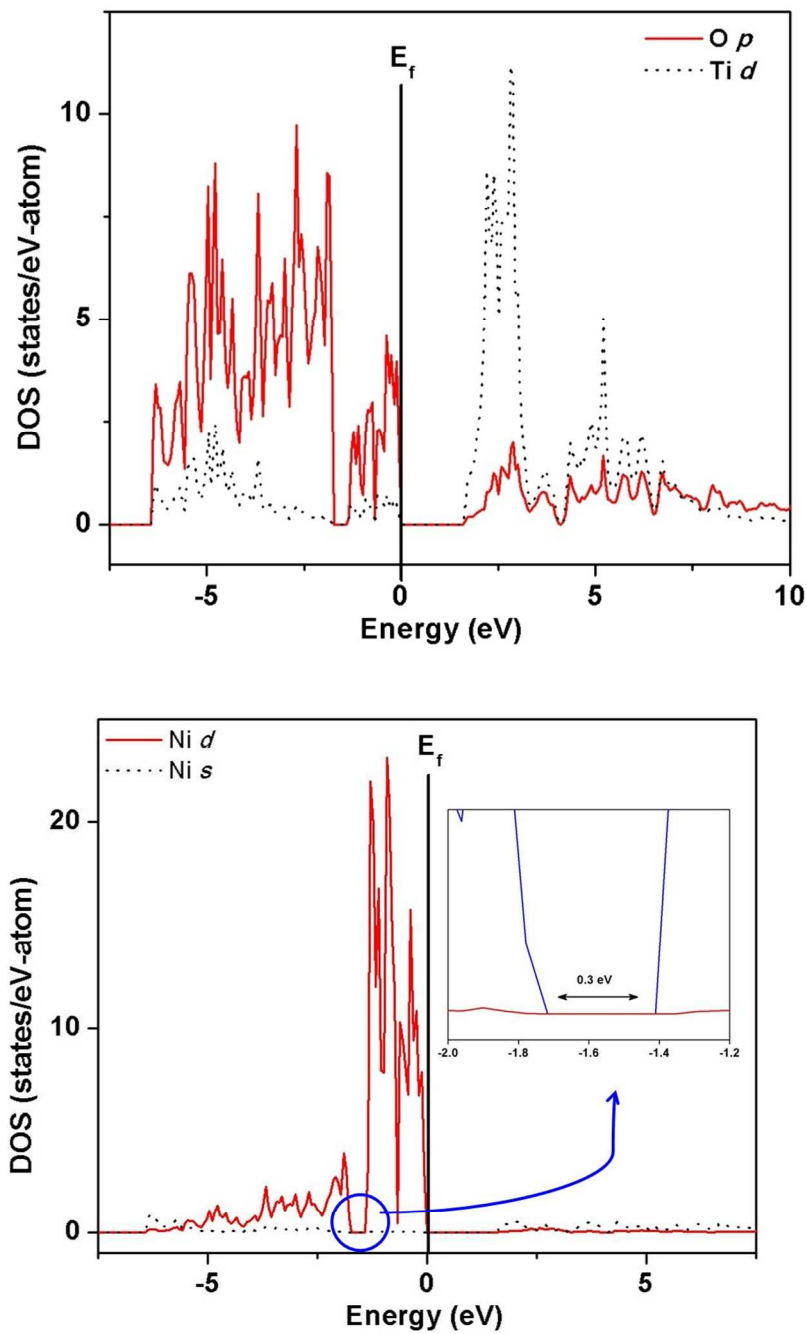 O p
Ti d
E_f
DOS (states/eV-atom)
10
5
0
-5 0 5 10
Energy (eV)
Ni d
Ni s
E_f
DOS (states/eV-atom)
20
10
0
0.3 eV
-2.0 -1.8 -1.6 -1.4 -1.2
-5 0 5
Energy (eV)